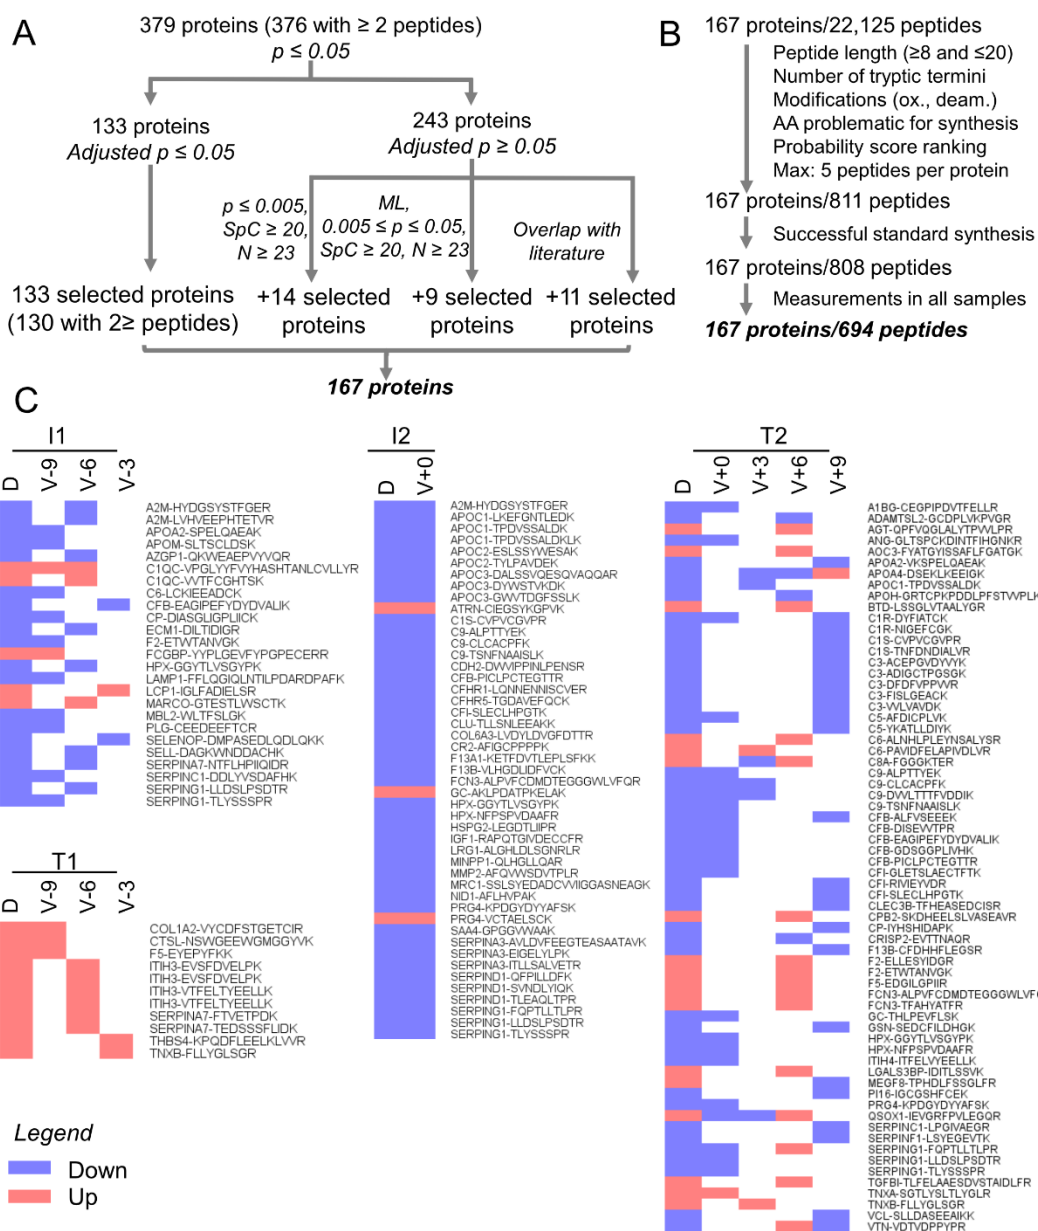 A
379 proteins (376 with ≥ 2 peptides)
p ≤ 0.05
133 proteins
Adjusted p ≤ 0.05
243 proteins
Adjusted p ≥ 0.05
p ≤ 0.005,
SpC ≥ 20,
N ≥ 23
ML,
0.005 ≤ p ≤ 0.05,
SpC ≥ 20, N ≥ 23
Overlap with
literature
133 selected proteins
(130 with 2≥ peptides)
+14 selected
proteins
+9 selected
proteins
+11 selected
proteins
167 proteins
B
167 proteins/22,125 peptides
Peptide length (≥8 and ≤20)
Number of tryptic termini
Modifications (ox., deam.)
AA problematic for synthesis
Probability score ranking
Max: 5 peptides per protein
167 proteins/811 peptides
Successful standard synthesis
167 proteins/808 peptides
Measurements in all samples
167 proteins/694 peptides
C
I1
D
V-9
V-6
V-3
A2M-HYDGSYSTFGER
A2M-LVHVEEPHTETVR
APOA2-SPELQAEAK
APOM-SLTSCLDSK
AZGP1-QKWEAEPVYVQR
C1QC-VPGLYYFVYHASHTANLCVLLYR
C1QC-VVTFCGHTSK
C6-LCKIEEADCK
CFB-EAGIPEFYDYDVALIK
CP-DIASGLIGPLIICK
ECM1-DILTIDIGR
F2-ETWTANVGK
FCGBP-YYPLGEVFYPGPECERR
HPX-GGYTLVSGYPK
LAMP1-FFLQGIQLNTILPDARDPAFK
LCP1-IGLFADIELSR
MARCO-GTESTLWSCTK
MBL2-WLTFSLGK
PLG-CEEDEEFTCR
SELENOP-DMPASEDLQDLQKK
SELL-DAGKWNDDACHK
SERPINA7-NTFLHPIIQIDR
SERPINC1-DDLYVSDAFHK
SERPING1-LLDSLPSDTR
SERPING1-TLYSSSPR
T1
D
V-9
V-6
V-3
COL1A2-VYCDFSTGETCIR
CTSL-NSWGEEWGMGGYVK
F5-EYEPYFKK
ITIH3-EVSFDVELPK
ITIH3-EVSFDVELPK
ITIH3-VTFELTYEELLK
ITIH3-VTFELTYEELLK
SERPINA7-FTVETPDK
SERPINA7-TEDSSSFLIDK
THBS4-KPQDFLEELKLVVR
TNXB-FLLYGLSGR
Legend
Down
Up
I2
D
V+0
A2M-HYDGSYSTFGER
APOC1-LKEFGNTLEDK
APOC1-TPDVSSALDK
APOC1-TPDVSSALDKLK
APOC2-ESLSSYWESAK
APOC2-TYLPAVDEK
APOC3-DALSSVQESQVAQQAR
APOC3-DYWSTVKDK
APOC3-GWVTDGFSSLK
ATRN-CIEGSYKGPVK
C1S-CVPVCGVPR
C9-ALPTTYEK
C9-CLCACPFK
C9-TSNFNAAISLK
CDH2-DWVIPPINLPENSR
CFB-PICLPCTEGTTR
CFHR1-LQNNENNISCVER
CFHR5-TGDAVEFQCK
CFI-SLECLHPGTK
CLU-TLLSNLEEAKK
COL6A3-LVDYLDVGFDTTR
CR2-AFIGCPPPPK
F13A1-KETFDVTLEPLSFKK
F13B-VLHGDLIDFVCK
FCN3-ALPVFCDMDTEGGGWLVFQR
GC-AKLPDATPKELAK
HPX-GGYTLVSGYPK
HPX-NFPSPVDAAFR
HSPG2-LEGDTLIIPR
IGF1-RAPQTGIVDECCFR
LRG1-ALGHLDLSGNRLR
MINPP1-QLHGLLQAR
MMP2-AFQVWSDVTPLR
MRC1-SSLSYEDADCVVIIGGASNEAGK
NID1-AFLHVPAK
PRG4-KPDGYDYYAFSK
PRG4-VCTAELSCK
SAA4-GPGGVWAAK
SERPINA3-AVLDVFEEGTEASAATAVK
SERPINA3-EIGELYLPK
SERPINA3-ITLLSALVETR
SERPIND1-QFPILLDFK
SERPIND1-SVNDLYIQK
SERPIND1-TLEAQLTPR
SERPING1-FQPTLLTLPR
SERPING1-LLDSLPSDTR
SERPING1-TLYSSSPR
T2
D
V+0
V+3
V+6
V+9
A1BG-CEGPIPDVTFELLR
ADAMTSL2-GCDPLVKPVGR
AGT-QPFVQGLALYTPVVLPR
ANG-GLTSPCKDINTFIHGNKR
AOC3-FYATGYISSAFLFGATGK
APOA2-VKSPELQAEAK
APOA4-DSEKLKEEIGK
APOC1-TPDVSSALDK
APOH-GRTCPKPDDLPFSTVVPLK
BTD-LSSGLVTAALYGR
C1R-DYFIATCK
C1R-NIGEFCGK
C1S-CVPVCGVPR
C1S-TNFDNDIALVR
C3-ACEPGVDYVYK
C3-ADIGCTPGSGK
C3-DFDFVPPVVR
C3-FISLGEACK
C3-VVLVAVDK
C5-AFDICPLVK
C5-YKATLLDIYK
C6-ALNHLPLEYNSALYSR
C6-PAVIDFELAPIVDLVR
C8A-FGGGKTER
C9-ALPTTYEK
C9-CLCACPFK
C9-DVVLTTTFVDDIK
C9-TSNFNAAISLK
CFB-ALFVSEEEK
CFB-DISEVVTPR
CFB-EAGIPEFYDYDVALIK
CFB-GDSGGPLIVHK
CFB-PICLPCTEGTTR
CFI-GLETSLAECTFTK
CFI-RIVIEYVDR
CFI-SLECLHPGTK
CLEC3B-TFHEASEDCISR
CPB2-SKDHEELSLVASEAVR
CP-IYHSHIDAPK
CRISP2-EVTTNAQR
F13B-CFDHHFLEGSR
F2-ELLESYIDGR
F2-ETWTANVGK
F5-EDGILGPIIR
FCN3-ALPVFCDMDTEGGGWLVF
FCN3-TFAHYATFR
GC-THLPEVFLSK
GSN-SEDCFILDHGK
HPX-GGYTLVSGYPK
HPX-NFPSPVDAAFR
ITIH4-ITFELVYEELLK
LGALS3BP-IDITLSSVK
MEGF8-TPHDLFSSGLFR
PI16-IGCGSHFCEK
PRG4-KPDGYDYYAFSK
QSOX1-IEVGRFPVLEGQR
SERPINC1-LPGIVAEGR
SERPINF1-LSYEGEVTK
SERPING1-FQPTLLTLPR
SERPING1-LLDSLPSDTR
SERPING1-TLYSSSPR
TGFBI-TLFELAAESDVSTAIDLFR
TNXA-SGTLYSLTLYGLR
TNXB-FLLYGLSGR
VCL-SLLDASEEAIKK
VTN-VDTVDPPYPR